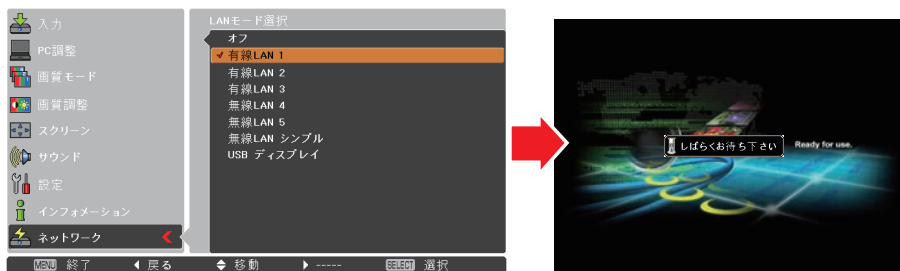 入力
PC調整
画質モード
画質調整
スクリーン
サウンド
設定
インフォメーション
ネットワーク
LANモード選択
オフ
有線LAN 1
有線LAN 2
有線LAN 3
無線LAN 4
無線LAN 5
無線LAN シンプル
USB ディスプレイ
MENU 終了 戻る 移動 ----- SELECT 選択
しばらくお待ち下さい
Ready for use.